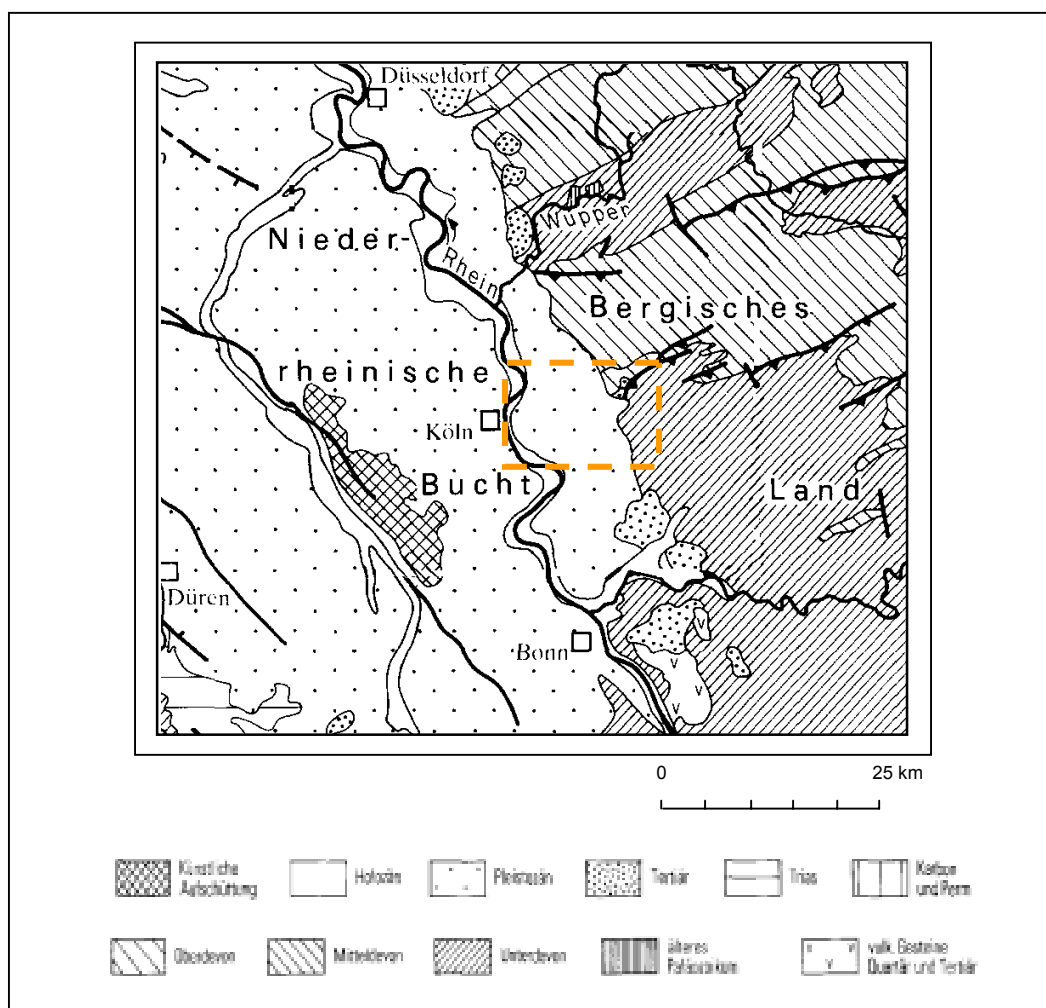 Düsseldorf
Nieder-
Rhein
Wupper
Bergisches
rheinische
Köln
Bucht
Land
Düren
Bonn
0 25 km
Künstliche Aufschüttung
Holozän
Pleistozän
Tertiär
Trias
Karbon und Perm
Oberdevon
Mitteldevon
Unterdevon
älteres Paläozoikum
vulk. Gesteine Quartär und Tertiär